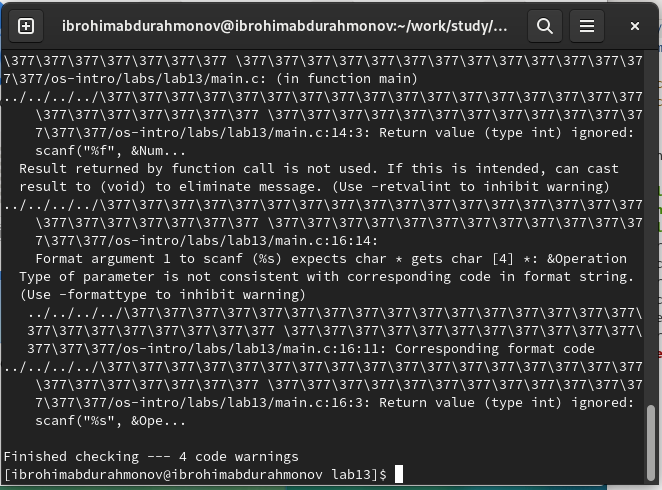 \377\377\377\377\377\377\377 \377\377\377\377\377\377\377\377\377\377\377\377\37
7\377/os-intro/labs/lab13/main.c: (in function main)
../../../../\377\377\377\377\377\377\377\377\377\377\377\377\377\377\377\377\377
\377\377\377\377\377\377\377 \377\377\377\377\377\377\377\377\377\377\377\37
7\377\377/os-intro/labs/lab13/main.c:14:3: Return value (type int) ignored:
scanf("%f", &Num...
Result returned by function call is not used. If this is intended, can cast
result to (void) to eliminate message. (Use -retvalint to inhibit warning)
../../../../\377\377\377\377\377\377\377\377\377\377\377\377\377\377\377\377\377
\377\377\377\377\377\377\377 \377\377\377\377\377\377\377\377\377\377\377\37
7\377\377/os-intro/labs/lab13/main.c:16:14:
Format argument 1 to scanf (%s) expects char * gets char [4] *: &Operation
Type of parameter is not consistent with corresponding code in format string.
(Use -formattype to inhibit warning)
../../../../\377\377\377\377\377\377\377\377\377\377\377\377\377\377\377\377\
377\377\377\377\377\377\377\377 \377\377\377\377\377\377\377\377\377\377\377\
377\377/os-intro/labs/lab13/main.c:16:11: Corresponding format code
../../../../\377\377\377\377\377\377\377\377\377\377\377\377\377\377\377\377\377
\377\377\377\377\377\377\377 \377\377\377\377\377\377\377\377\377\377\377\37
7\377\377/os-intro/labs/lab13/main.c:16:3: Return value (type int) ignored:
scanf("%s", &Ope...
Finished checking --- 4 code warnings
[ibrohimabdurahmonov@ibrohimabdurahmonov lab13]$
ibrohimabdurahmonov@ibrohimabdurahmonov:~/work/study/...